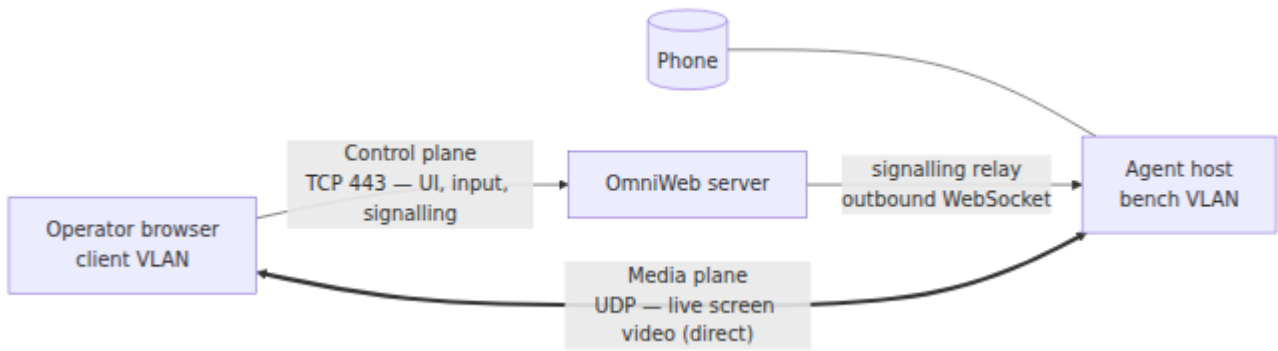 Phone
Control plane
TCP 443 — UI, input,
signalling
OmniWeb server
signalling relay
outbound WebSocket
Agent host
bench VLAN
Operator browser
client VLAN
Media plane
UDP — live screen
video (direct)